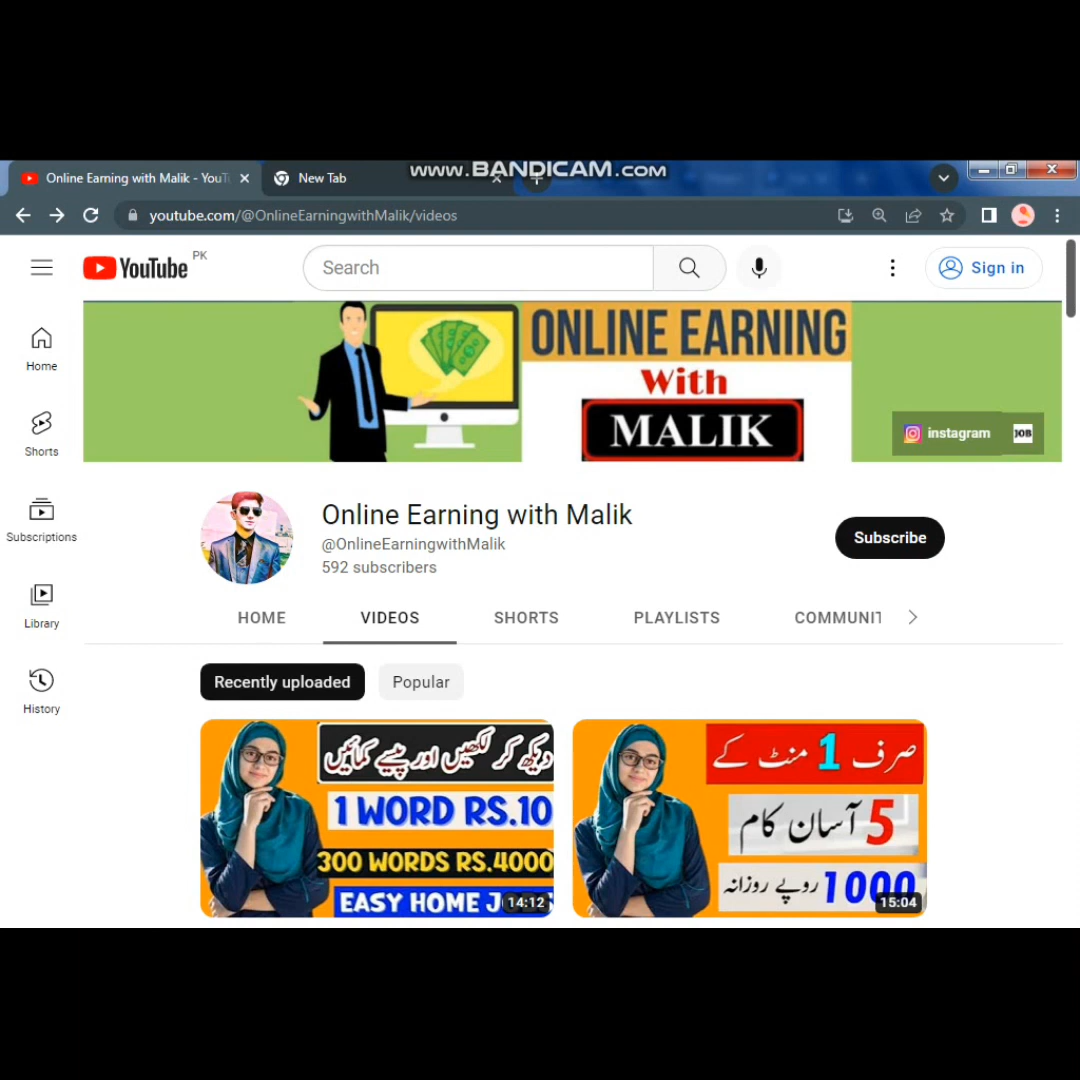 www.BANDICAM.com
Online Earning with Malik - YouTu
New Tab
youtube.com/@OnlineEarningwithMalik/videos
YouTube PK
Search
Sign in
Home
Shorts
Subscriptions
Library
History
ONLINE EARNING
With
MALIK
instagram
JOB
Online Earning with Malik
@OnlineEarningwithMalik
592 subscribers
Subscribe
HOME
VIDEOS
SHORTS
PLAYLISTS
COMMUNIT
Recently uploaded
Popular
دیکھ کر لکھیں اور پیسے کمائیں
1 WORD RS.10
300 WORDS RS.4000
EASY HOME J
14:12
صرف 1 منٹ کے
5 آسان کام
1000 روپے روزانہ
15:04